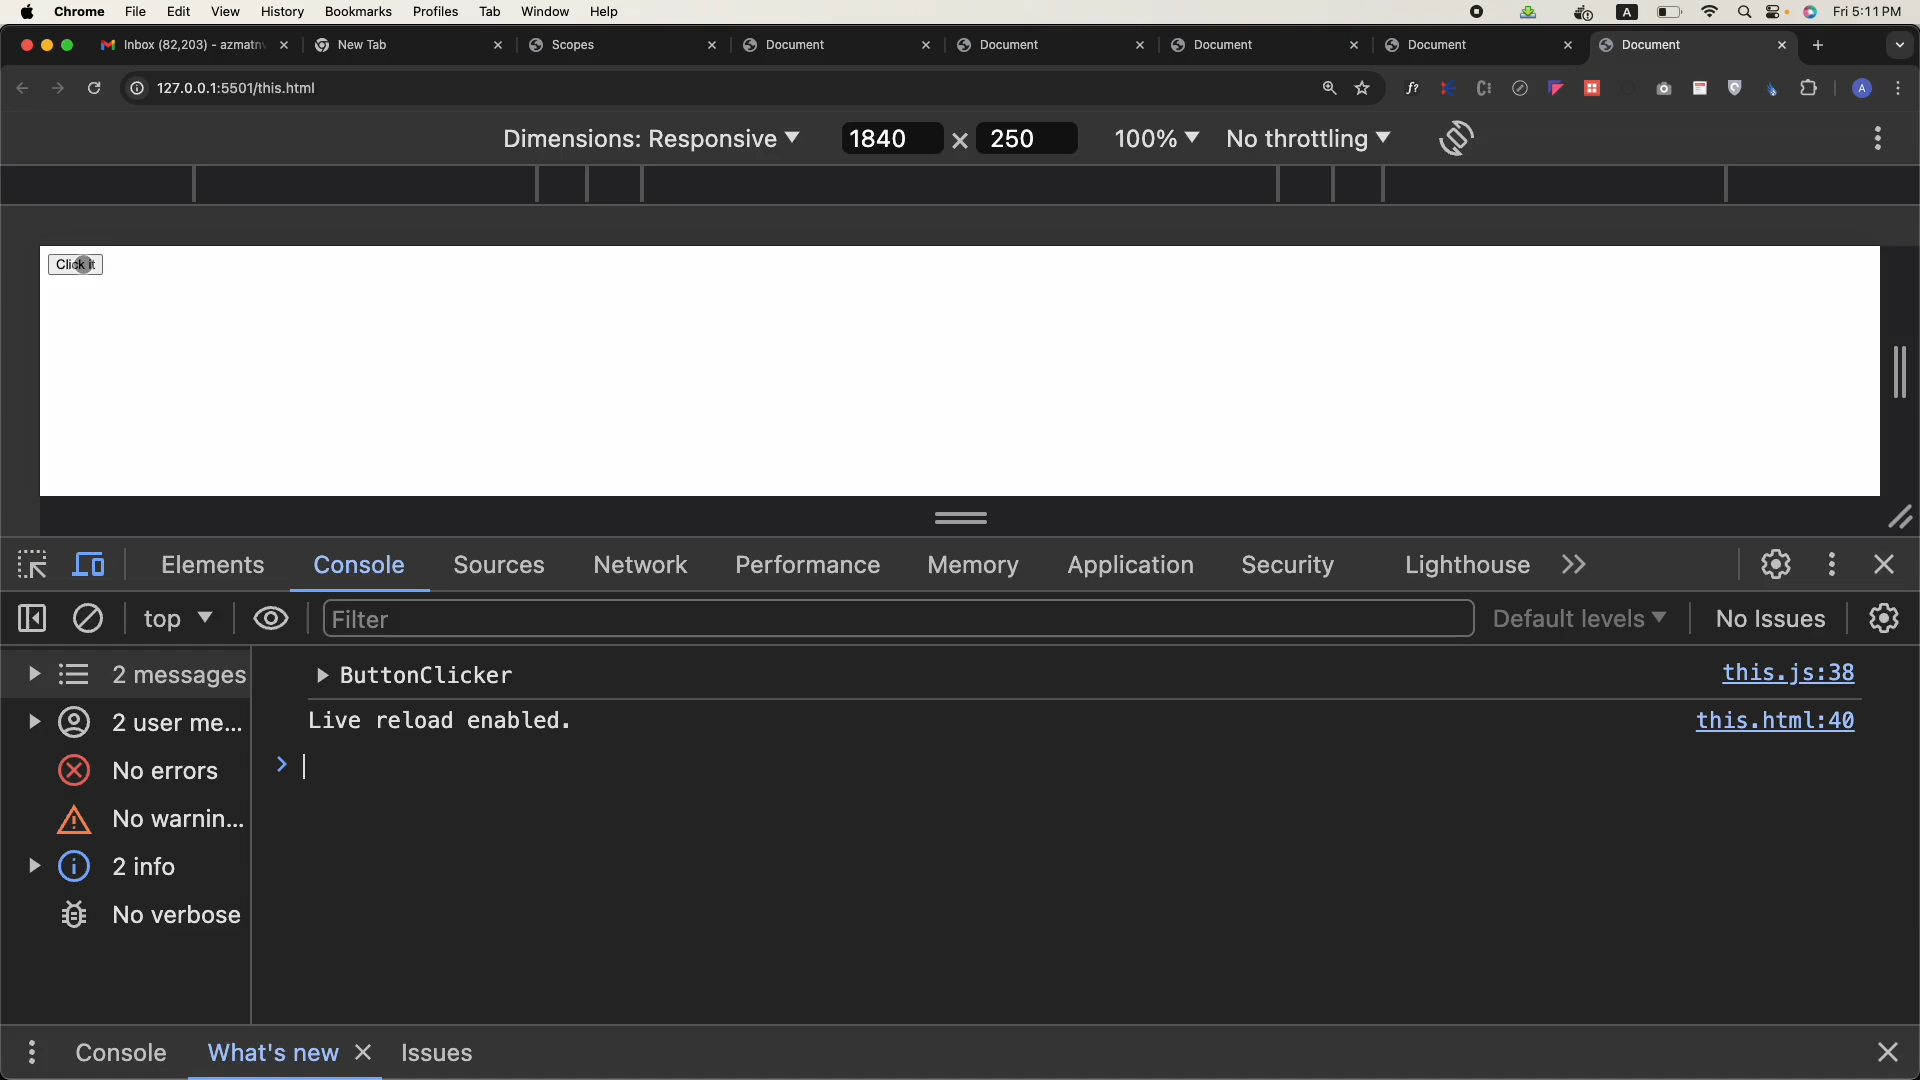 Chrome File Edit View History Bookmarks Profiles Tab Window Help A Fri 5:11 PM
Inbox (82,203) - azmatnv New Tab Scopes Document Document Document Document Document
127.0.0.1:5501/this.html f? C A
Dimensions: Responsive 1840 × 250 100% No throttling
Click it
Elements Console Sources Network Performance Memory Application Security Lighthouse
top Filter Default levels No Issues
2 messages
2 user me...
No errors
No warnin...
2 info
No verbose
ButtonClicker this.js:38
Live reload enabled. this.html:40
Console What's new Issues